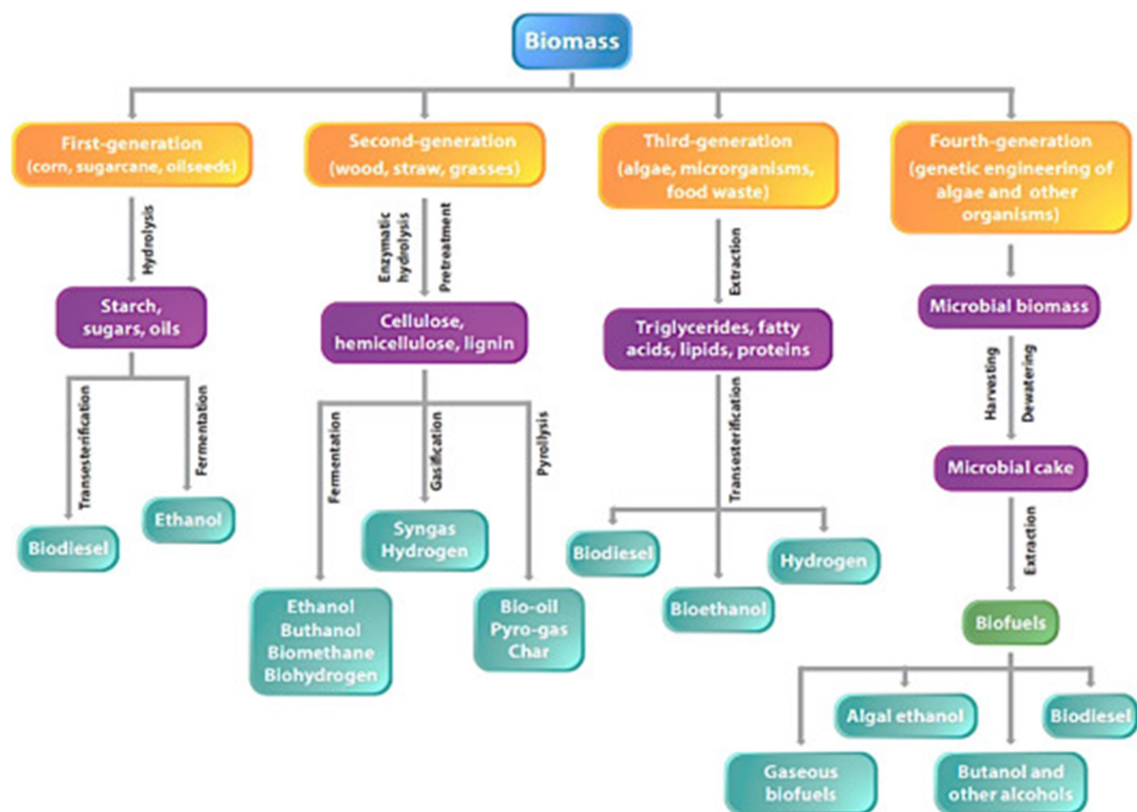 Biomass
First-generation
(corn, sugarcane, oilseeds)
Second-generation
(wood, straw, grasses)
Third-generation
(algae, microrganisms,
food waste)
Fourth-generation
(genetic engineering of
algae and other
organisms)
Hydrolysis
Enzymatic
hydrolysis
Pretreatment
Extraction
Starch,
sugars, oils
Cellulose,
hemicellulose, lignin
Triglycerides, fatty
acids, lipids, proteins
Microbial biomass
Transesterification
Fermentation
Fermentation
Gasification
Pyrollysis
Transesterification
Harvesting
Dewatering
Microbial cake
Biodiesel
Ethanol
Syngas
Hydrogen
Ethanol
Buthanol
Biomethane
Biohydrogen
Bio-oil
Pyro-gas
Char
Biodiesel
Bioethanol
Hydrogen
Extraction
Biofuels
Gaseous
biofuels
Algal ethanol
Butanol and
other alcohols
Biodiesel